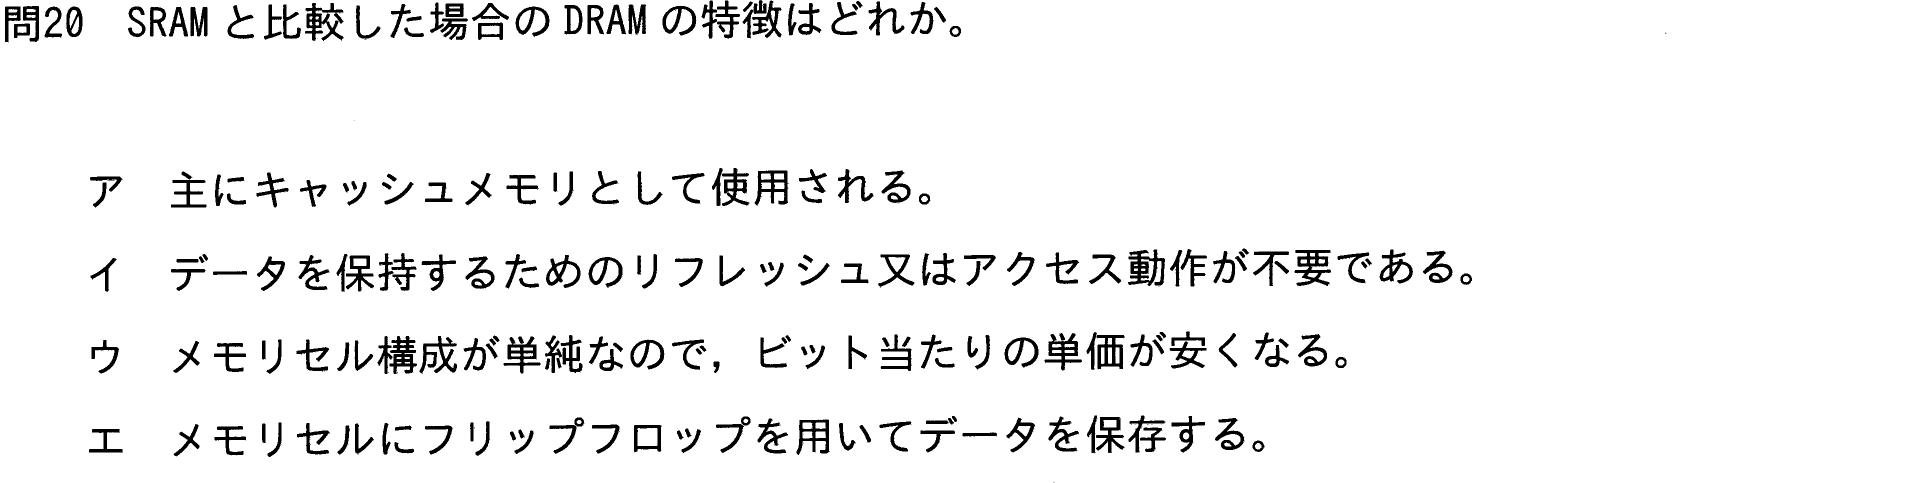 問20 SRAM と比較した場合の DRAM の特徴はどれか。
ア 主にキャッシュメモリとして使用される。
イ データを保持するためのリフレッシュ又はアクセス動作が不要である。
ウ メモリセル構成が単純なので，ビット当たりの単価が安くなる。
エ メモリセルにフリップフロップを用いてデータを保存する。